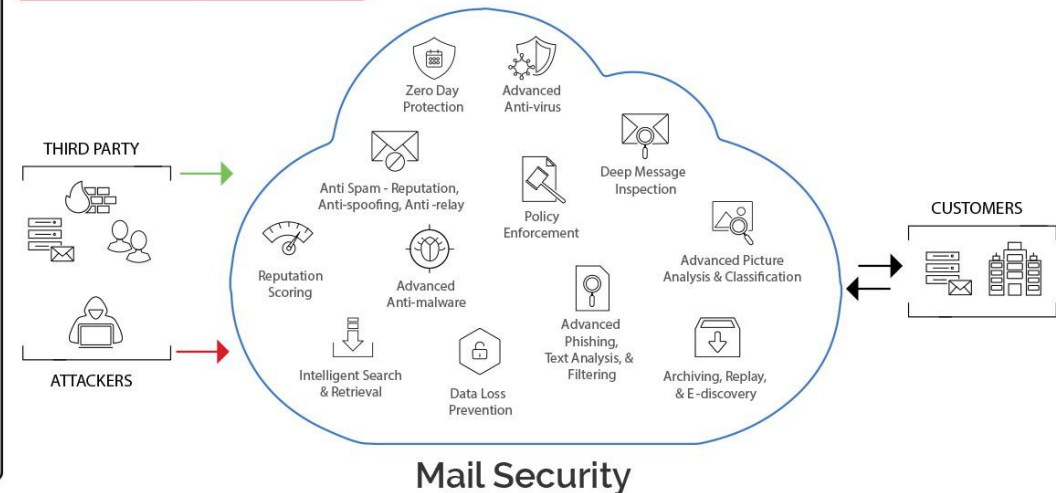 Zero Day
Protection
Advanced
Anti-virus
THIRD PARTY
Deep Message
Inspection
Anti Spam - Reputation,
Anti-spoofing, Anti -relay
Policy
Enforcement
CUSTOMERS
Advanced Picture
Analysis & Classification
Reputation
Scoring
Advanced
Anti-malware
Advanced
Phishing,
Text Analysis, &
Filtering
ATTACKERS
Intelligent Search
& Retrieval
Data Loss
Prevention
Archiving, Replay,
& E-discovery
Mail Security